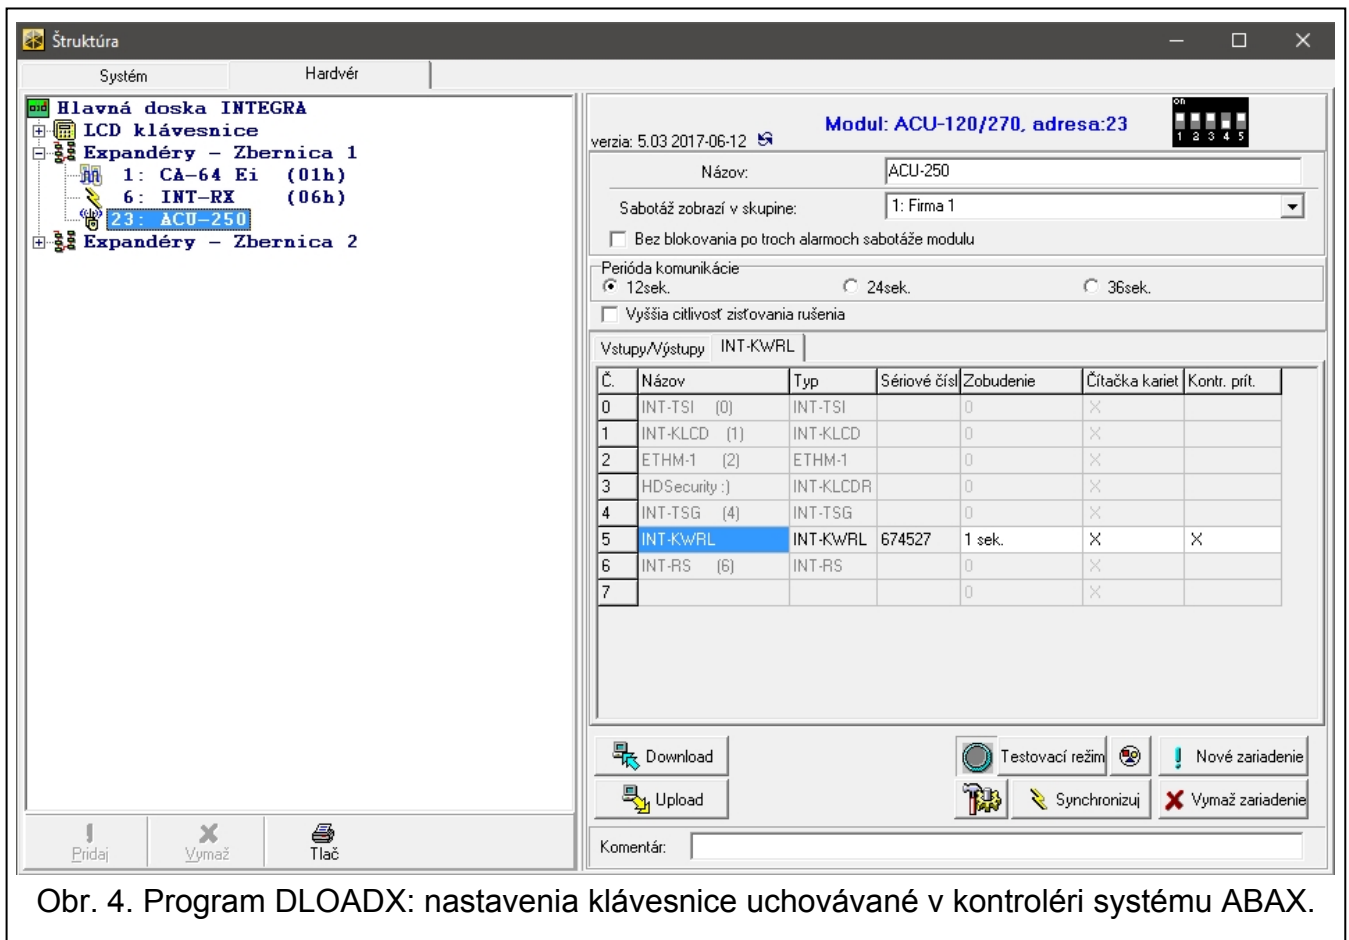 Štruktúra
Systém Hardvér
Hlavná doska INTEGRA
LCD klávesnice
Expandéry – Zbernica 1
1: CA-64 Ei (01h)
6: INT-RX (06h)
23: ACU-250
Expandéry – Zbernica 2
Pridaj Vymaž Tlač
verzia: 5.03 2017-06-12 Modul: ACU-120/270, adresa:23
on
1 2 3 4 5
Názov: ACU-250
Sabotáž zobrazí v skupine: 1: Firma 1
Bez blokovania po troch alarmoch sabotáže modulu
Perióda komunikácie
12sek. 24sek. 36sek.
Vyššia citlivosť zisťovania rušenia
Vstupy/Výstupy INT-KWRL
Č. Názov Typ Sériové čísl Zobudenie Čítačka kariet Kontr. prít.
0 INT-TSI (0) INT-TSI 0 X
1 INT-KLCD (1) INT-KLCD 0 X
2 ETHM-1 (2) ETHM-1 0 X
3 HDSecurity :) INT-KLCDR 0 X
4 INT-TSG (4) INT-TSG 0 X
5 INT-KWRL INT-KWRL 674527 1 sek. X X
6 INT-RS (6) INT-RS 0 X
7 0 X
Download Testovací režim Nové zariadenie
Upload Synchronizuj Vymaž zariadenie
Komentár:
Obr. 4. Program DLOADX: nastavenia klávesnice uchovávané v kontroléri systému ABAX.